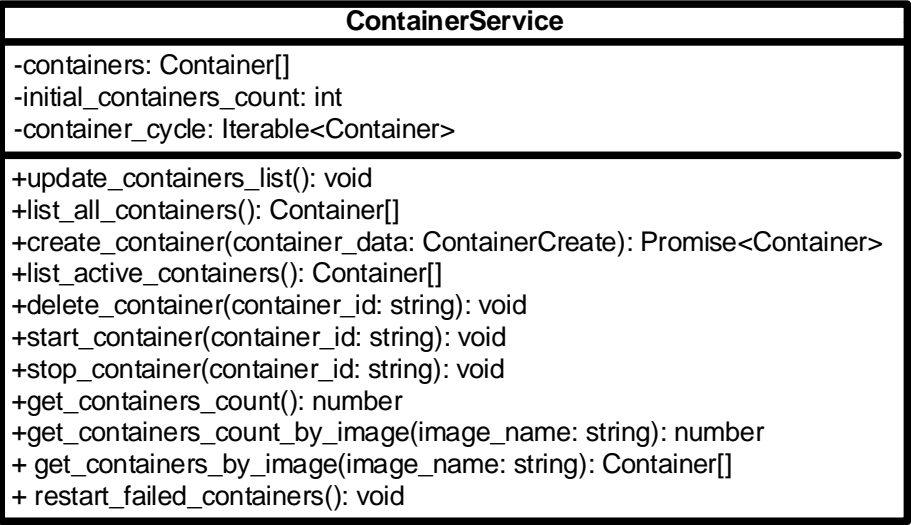 ContainerService
-containers: Container[]
-initial_containers_count: int
-container_cycle: Iterable<Container>
+update_containers_list(): void
+list_all_containers(): Container[]
+create_container(container_data: ContainerCreate): Promise<Container>
+list_active_containers(): Container[]
+delete_container(container_id: string): void
+start_container(container_id: string): void
+stop_container(container_id: string): void
+get_containers_count(): number
+get_containers_count_by_image(image_name: string): number
+ get_containers_by_image(image_name: string): Container[]
+ restart_failed_containers(): void